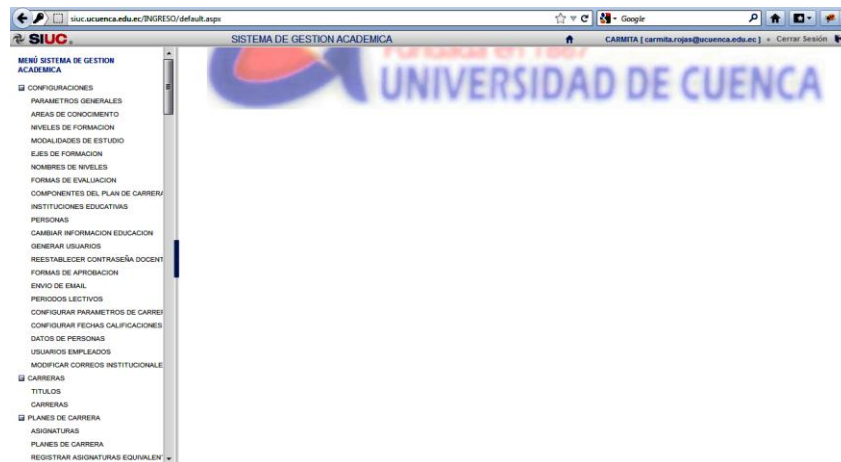 siuc.ucuenca.edu.ec/INGRESO/default.aspx
Google
SIUC.
SISTEMA DE GESTION ACADEMICA
CARMITA [ carmita.rojas@ucuenca.edu.ec ]
Cerrar Sesión
MENÚ SISTEMA DE GESTION
ACADEMICA
CONFIGURACIONES
PARAMETROS GENERALES
AREAS DE CONOCIMENTO
NIVELES DE FORMACION
MODALIDADES DE ESTUDIO
EJES DE FORMACION
NOMBRES DE NIVELES
FORMAS DE EVALUACION
COMPONENTES DEL PLAN DE CARRERA
INSTITUCIONES EDUCATIVAS
PERSONAS
CAMBIAR INFORMACION EDUCACION
GENERAR USUARIOS
REESTABLECER CONTRASEÑA DOCENT
FORMAS DE APROBACION
ENVIO DE EMAIL
PERIODOS LECTIVOS
CONFIGURAR PARAMETROS DE CARRER
CONFIGURAR FECHAS CALIFICACIONES
DATOS DE PERSONAS
USUARIOS EMPLEADOS
MODIFICAR CORREOS INSTITUCIONALE
CARRERAS
TITULOS
CARRERAS
PLANES DE CARRERA
ASIGNATURAS
PLANES DE CARRERA
REGISTRAR ASIGNATURAS EQUIVALEN
Fundada en 1867
UNIVERSIDAD DE CUENCA